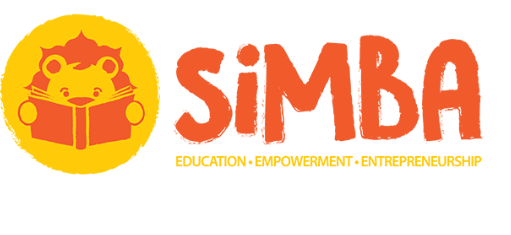 SiMBA
EDUCATION • EMPOWERMENT • ENTREPRENEURSHIP